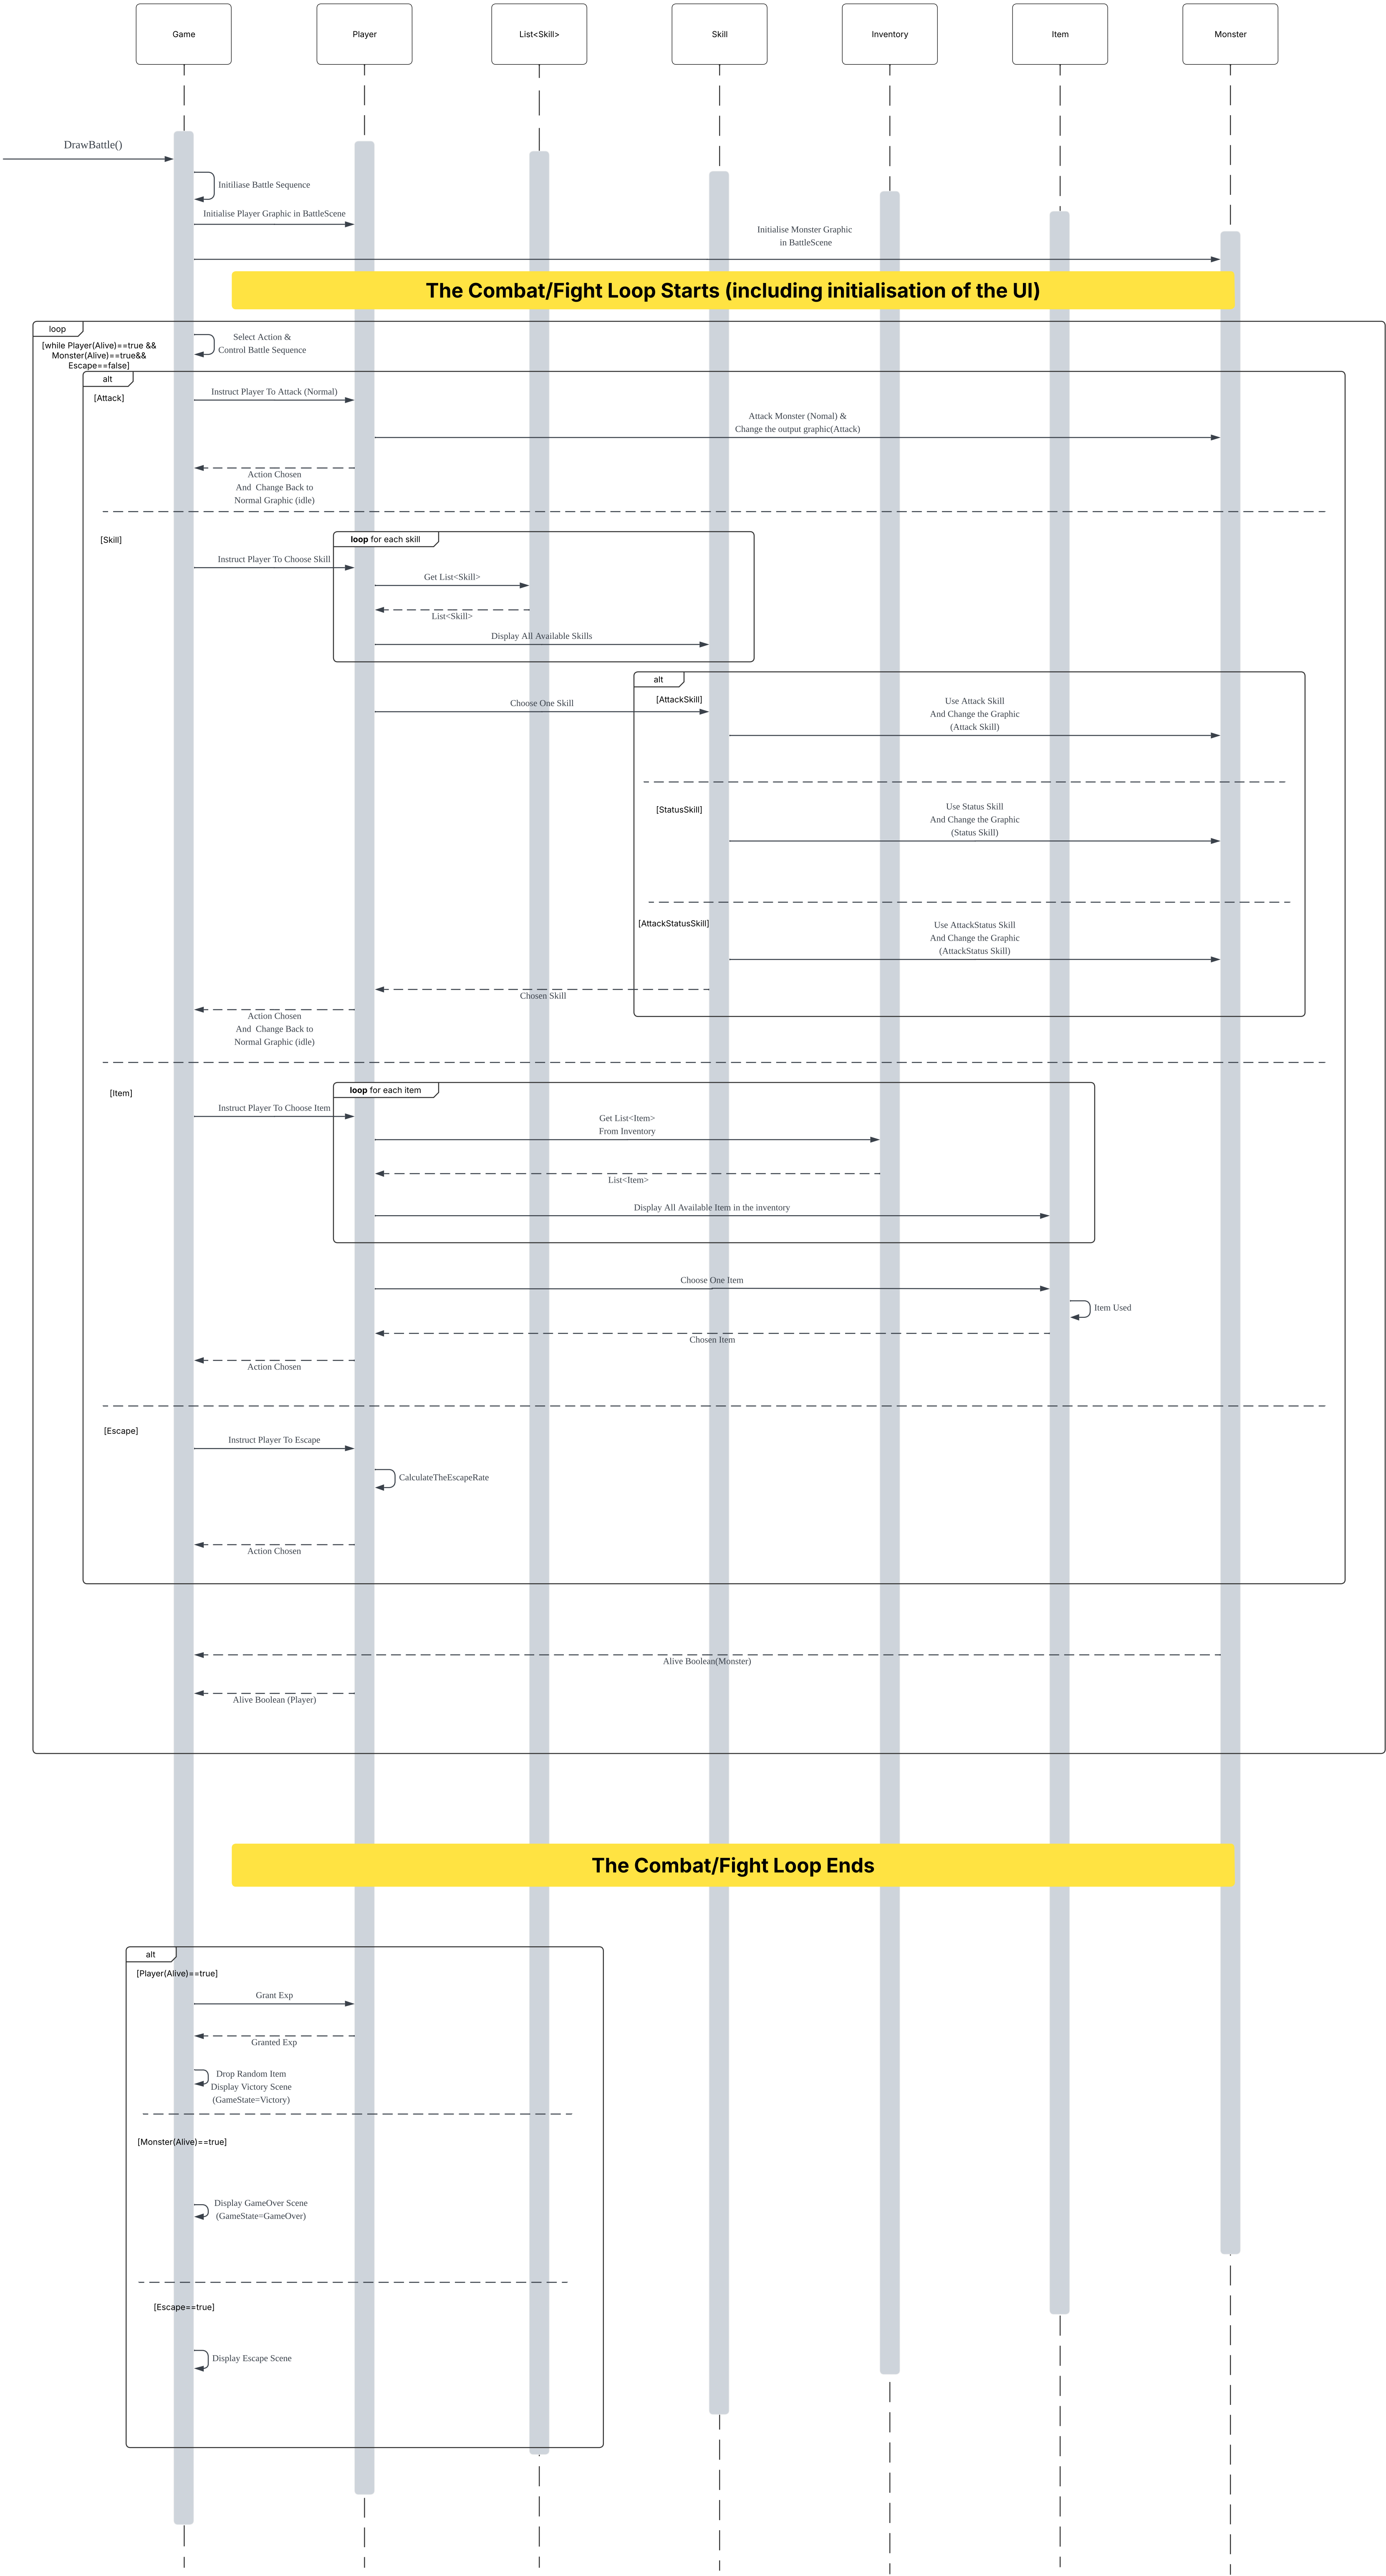 Game
Player
List<Skill>
Skill
Inventory
Item
Monster
DrawBattle()
Initiliase Battle Sequence
Initialise Player Graphic in BattleScene
Initialise Monster Graphic
in BattleScene
The Combat/Fight Loop Starts (including initialisation of the UI)
loop
[while Player(Alive)==true &&
Monster(Alive)==true&&
Escape==false]
Select Action &
Control Battle Sequence
alt
[Attack]
Instruct Player To Attack (Normal)
Attack Monster (Nomal) &
Change the output graphic(Attack)
Action Chosen
And Change Back to
Normal Graphic (idle)
[Skill]
loop for each skill
Instruct Player To Choose Skill
Get List<Skill>
List<Skill>
Display All Available Skills
alt
[AttackSkill]
Choose One Skill
Use Attack Skill
And Change the Graphic
(Attack Skill)
[StatusSkill]
Use Status Skill
And Change the Graphic
(Status Skill)
[AttackStatusSkill]
Use AttackStatus Skill
And Change the Graphic
(AttackStatus Skill)
Chosen Skill
Action Chosen
And Change Back to
Normal Graphic (idle)
[Item]
loop for each item
Instruct Player To Choose Item
Get List<Item>
From Inventory
List<Item>
Display All Available Item in the inventory
Choose One Item
Item Used
Chosen Item
Action Chosen
[Escape]
Instruct Player To Escape
CalculateTheEscapeRate
Action Chosen
Alive Boolean(Monster)
Alive Boolean (Player)
The Combat/Fight Loop Ends
alt
[Player(Alive)==true]
Grant Exp
Granted Exp
Drop Random Item
Display Victory Scene
(GameState=Victory)
[Monster(Alive)==true]
Display GameOver Scene
(GameState=GameOver)
[Escape==true]
Display Escape Scene